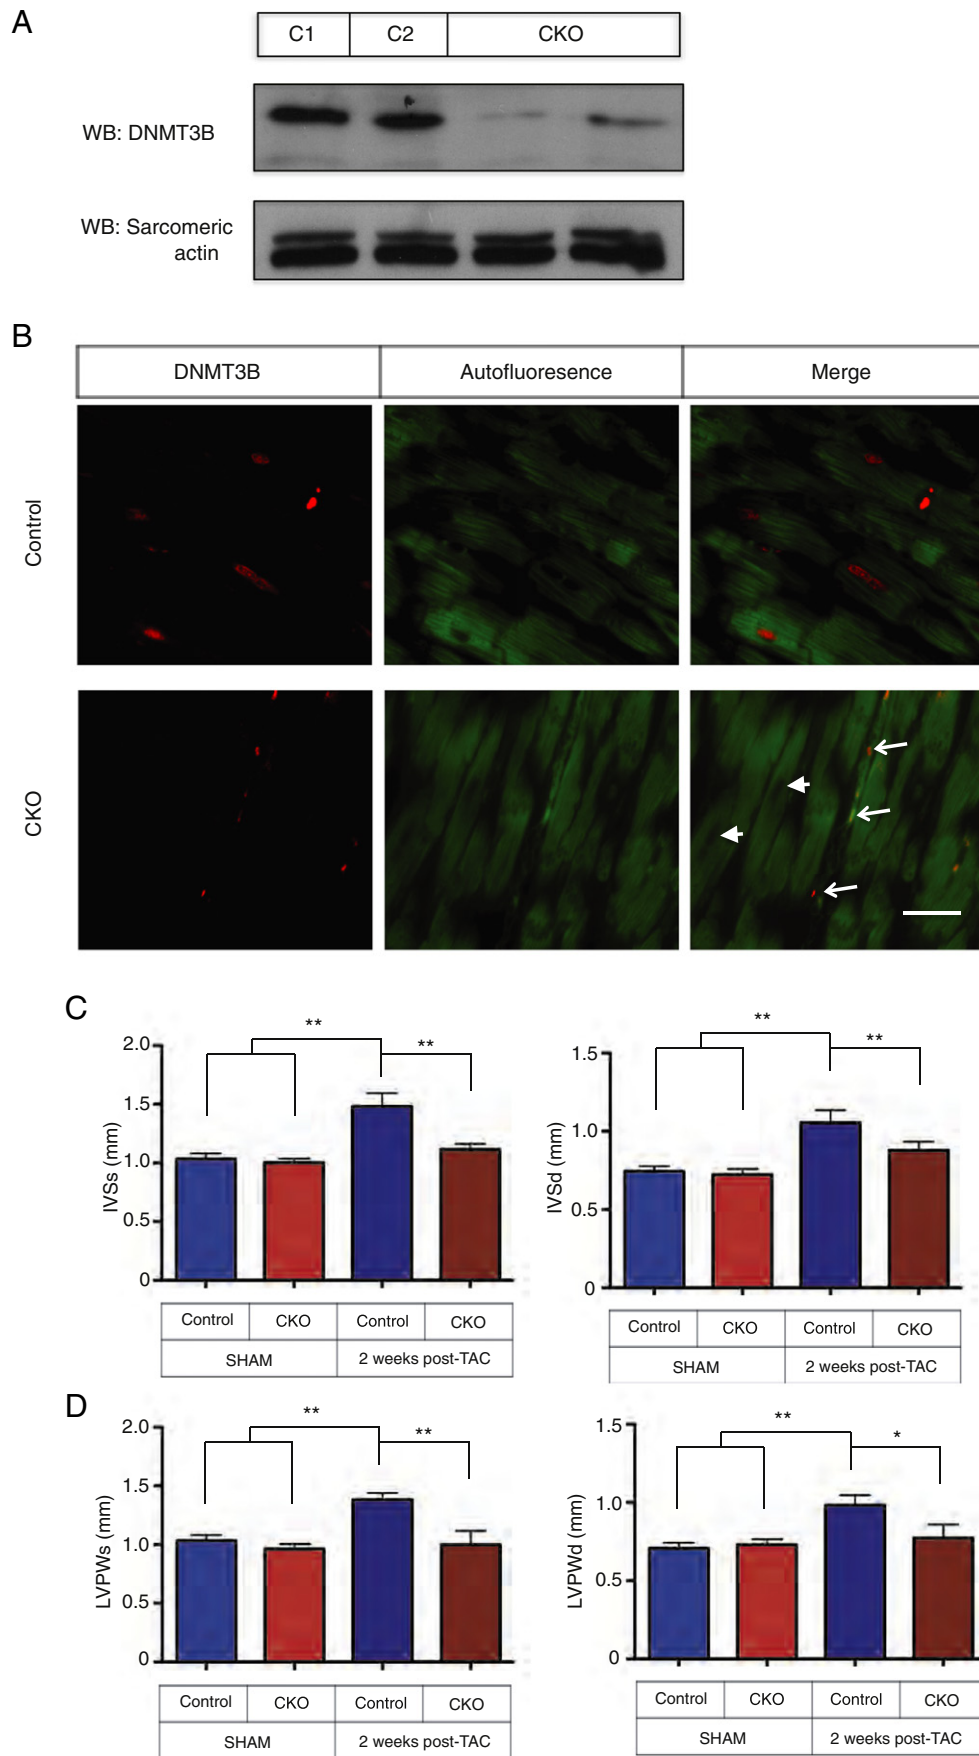 A
C1 C2 CKO
WB: DNMT3B
WB: Sarcomeric
actin
B
DNMT3B Autofluoresence Merge
Control
CKO
C
IVSs (mm)
2.0
1.5
1.0
0.5
0
** **
Control CKO Control CKO
SHAM 2 weeks post-TAC
IVSd (mm)
1.5
1.0
0.5
0
** **
Control CKO Control CKO
SHAM 2 weeks post-TAC
D
LVPWs (mm)
2.0
1.5
1.0
0.5
0
** **
Control CKO Control CKO
SHAM 2 weeks post-TAC
LVPWd (mm)
1.5
1.0
0.5
0
** *
Control CKO Control CKO
SHAM 2 weeks post-TAC